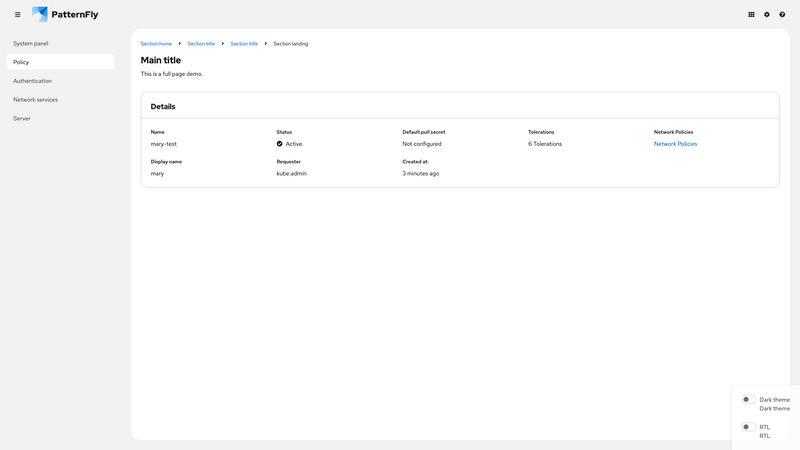 PatternFly
System panel
Policy
Authentication
Network services
Server
Section home Section title Section title Section landing
Main title
This is a full page demo.
Details
Name Status Default pull secret Tolerations Network Policies
mary-test Active Not configured 6 Tolerations Network Policies
Display name Requester Created at:
mary kube:admin 3 minutes ago
Dark theme
Dark theme
RTL
RTL